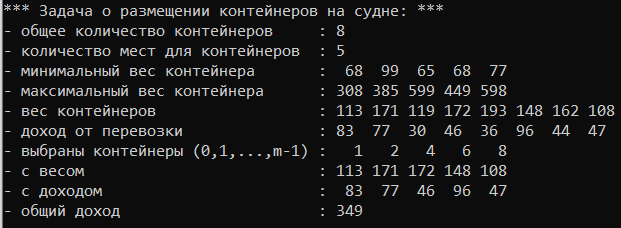 *** Задача о размещении контейнеров на судне: ***
- общее количество контейнеров : 8
- количество мест для контейнеров : 5
- минимальный вес контейнера : 68 99 65 68 77
- максимальный вес контейнера : 308 385 599 449 598
- вес контейнеров : 113 171 119 172 193 148 162 108
- доход от перевозки : 83 77 30 46 36 96 44 47
- выбраны контейнеры (0,1,...,m-1) : 1 2 4 6 8
- с весом : 113 171 172 148 108
- с доходом : 83 77 46 96 47
- общий доход : 349